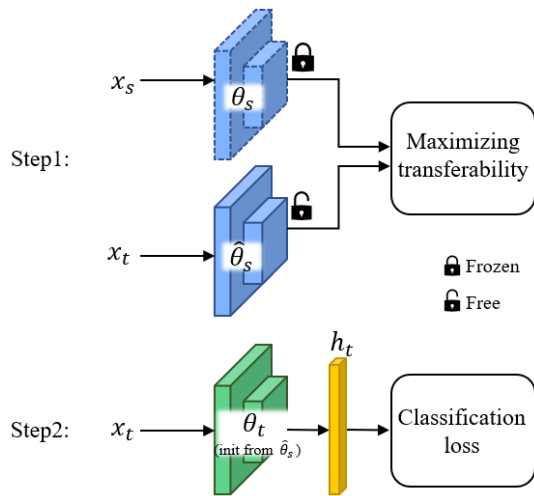 x_s
θ_s
Step1:
Maximizing
transferability
x_t
θ̂_s
Frozen
Free
h_t
Step2:
x_t
θ_t
(init from θ̂_s)
Classification
loss